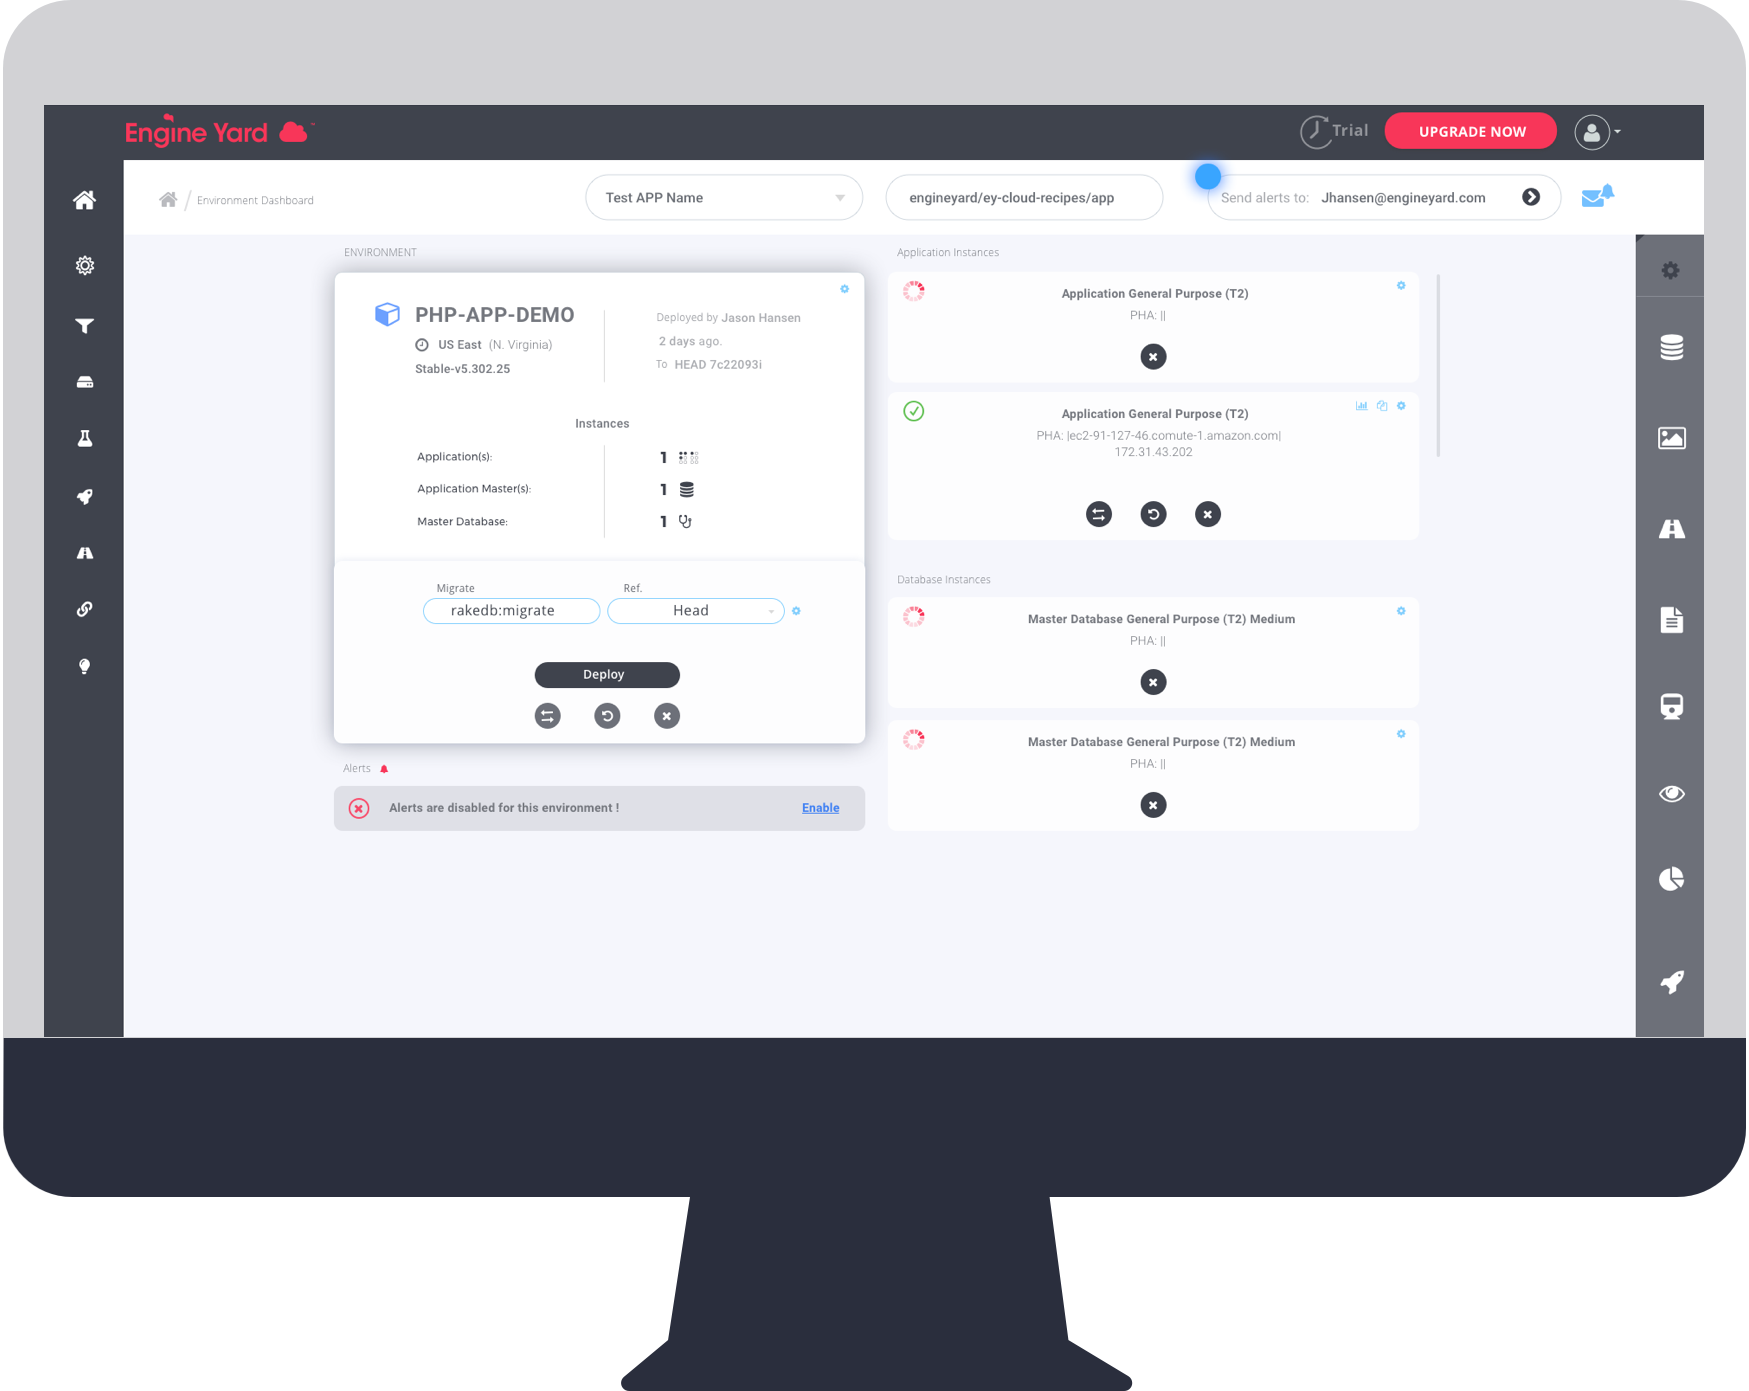 Engine Yard
Trial
UPGRADE NOW
Environment Dashboard
Test APP Name
engineyard/ey-cloud-recipes/app
Send alerts to: Jhansen@engineyard.com
ENVIRONMENT
PHP-APP-DEMO
US East (N. Virginia)
Stable-v5.302.25
Deployed by Jason Hansen
2 days ago.
To HEAD 7c22093i
Instances
Application(s): 1
Application Master(s): 1
Master Database: 1
Migrate
Ref.
rakedb:migrate
Head
Deploy
Alerts
Alerts are disabled for this environment !
Enable
Application Instances
Application General Purpose (T2)
PHA: ||
Application General Purpose (T2)
PHA: |ec2-91-127-46.comute-1.amazon.com|
172.31.43.202
Database Instances
Master Database General Purpose (T2) Medium
PHA: ||
Master Database General Purpose (T2) Medium
PHA: ||